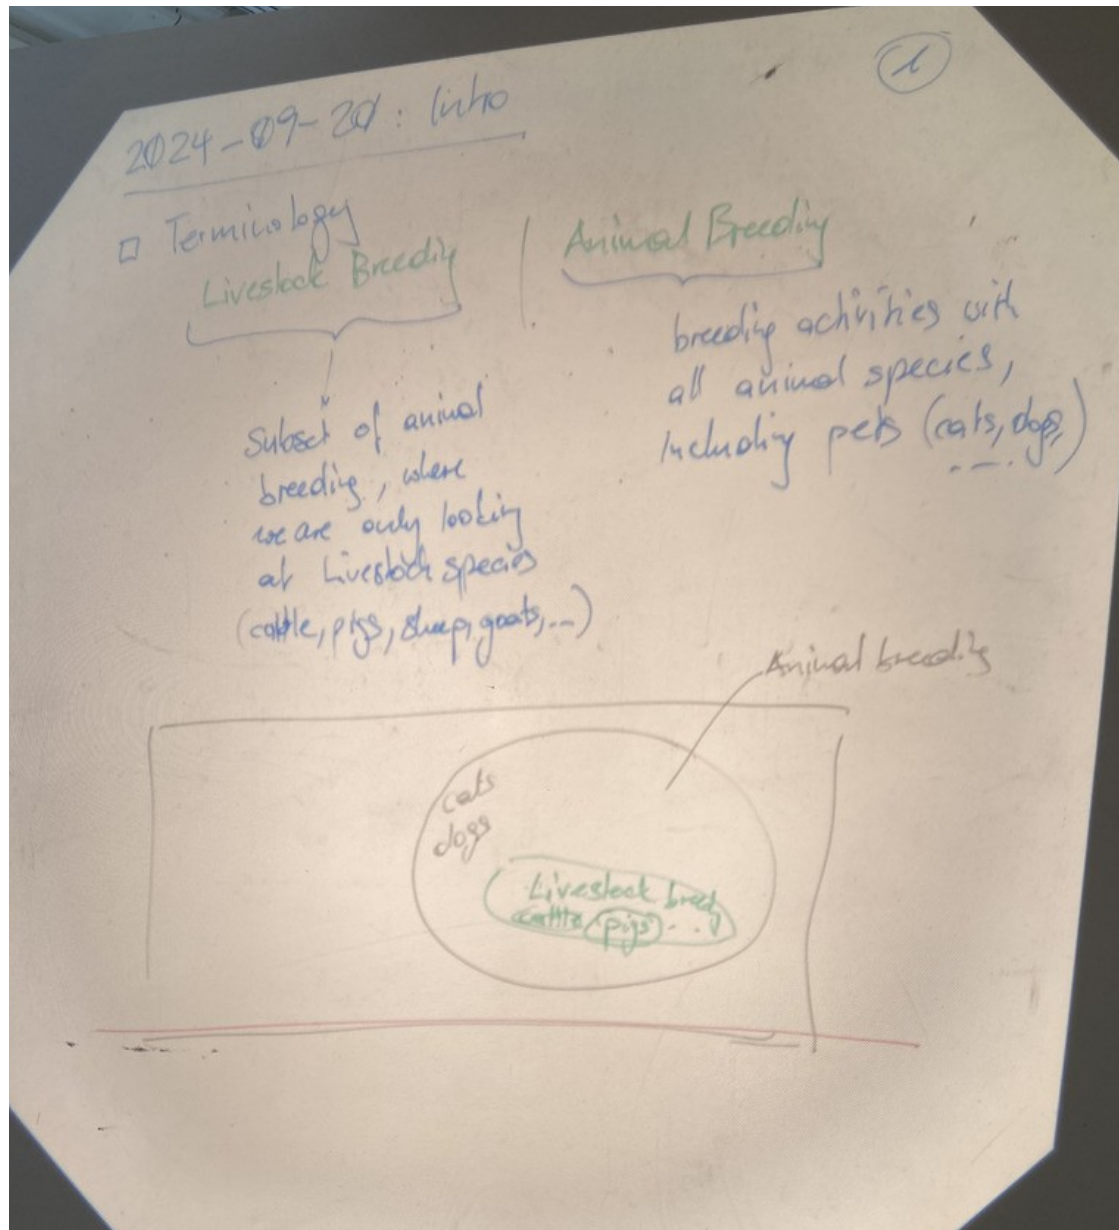 1
2024-09-20: Intro
Terminology
Livestock Breeding
Animal Breeding
Subset of animal
breeding, where
we are only looking
at Livestock species
(cattle, pigs, sheep, goats, ...)
breeding activities with
all animal species,
including pets (cats, dogs,
...)
Animal breeding
cats
dogs
Livestock breedg
cattle pigs ...